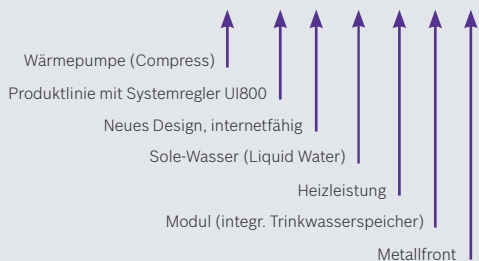 Wärmepumpe (Compress)
Produktlinie mit Systemregler UI800
Neues Design, internetfähig
Sole-Wasser (Liquid Water)
Heizleistung
Modul (integr. Trinkwasserspeicher)
Metallfront